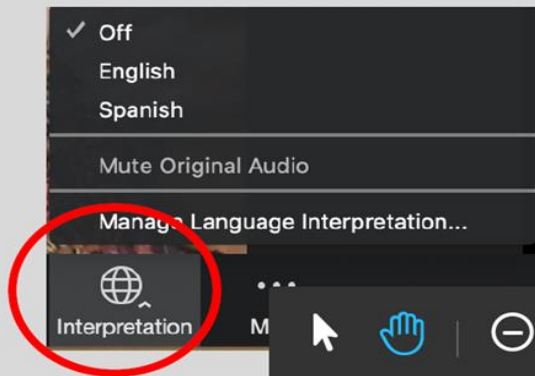 Off
English
Spanish
Mute Original Audio
Manage Language Interpretation...
Interpretation